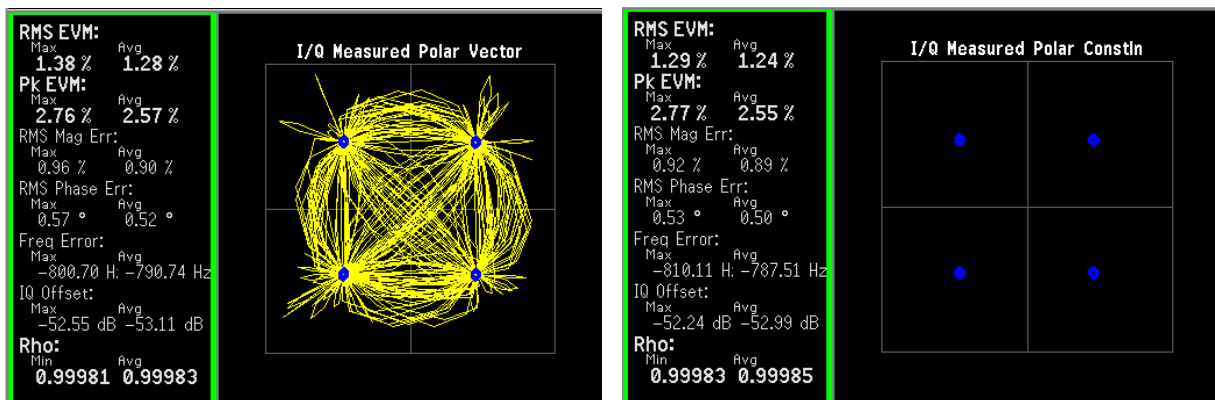 RMS EVM:
Max Avg
1.38 % 1.28 %
Pk EVM:
Max Avg
2.76 % 2.57 %
RMS Mag Err:
Max Avg
0.96 % 0.90 %
RMS Phase Err:
Max Avg
0.57 ° 0.52 °
Freq Error:
Max Avg
-800.70 H: -790.74 Hz
IQ Offset:
Max Avg
-52.55 dB -53.11 dB
Rho:
Min Avg
0.99981 0.99983
I/Q Measured Polar Vector
RMS EVM:
Max Avg
1.29 % 1.24 %
Pk EVM:
Max Avg
2.77 % 2.55 %
RMS Mag Err:
Max Avg
0.92 % 0.89 %
RMS Phase Err:
Max Avg
0.53 ° 0.50 °
Freq Error:
Max Avg
-810.11 H: -787.51 Hz
IQ Offset:
Max Avg
-52.24 dB -52.99 dB
Rho:
Min Avg
0.99983 0.99985
I/Q Measured Polar Constln